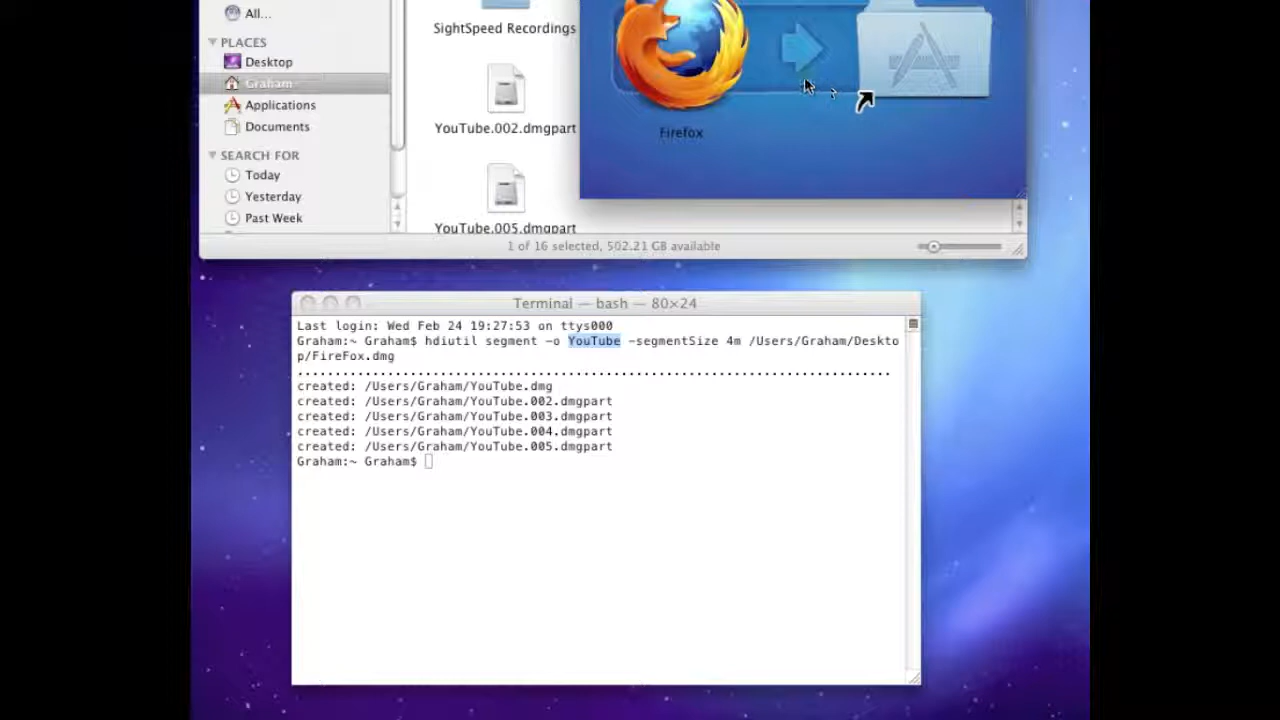 All...
PLACES
Desktop
Graham
Applications
Documents
SEARCH FOR
Today
Yesterday
Past Week
SightSpeed Recordings
YouTube.002.dmgpart
YouTube.005.dmgpart
Firefox
1 of 16 selected, 502.21 GB available
Terminal — bash — 80×24
Last login: Wed Feb 24 19:27:53 on ttys000
Graham:~ Graham$ hdiutil segment -o YouTube -segmentSize 4m /Users/Graham/Deskto
p/FireFox.dmg
...............................................................................
created: /Users/Graham/YouTube.dmg
created: /Users/Graham/YouTube.002.dmgpart
created: /Users/Graham/YouTube.003.dmgpart
created: /Users/Graham/YouTube.004.dmgpart
created: /Users/Graham/YouTube.005.dmgpart
Graham:~ Graham$